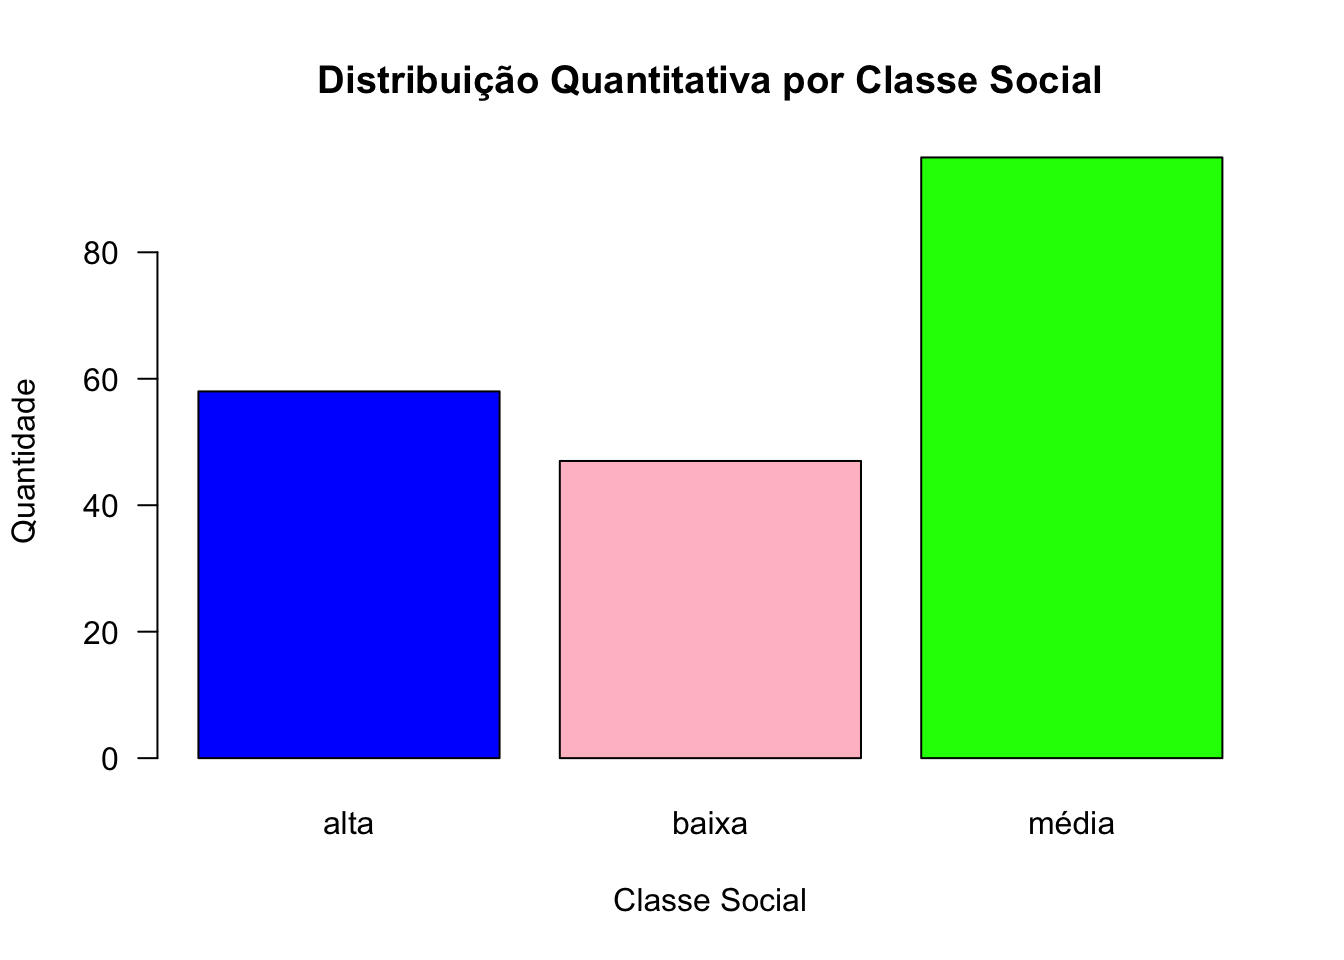 Distribuição Quantitativa por Classe Social
Quantidade
80
60
40
20
0
alta
baixa
média
Classe Social